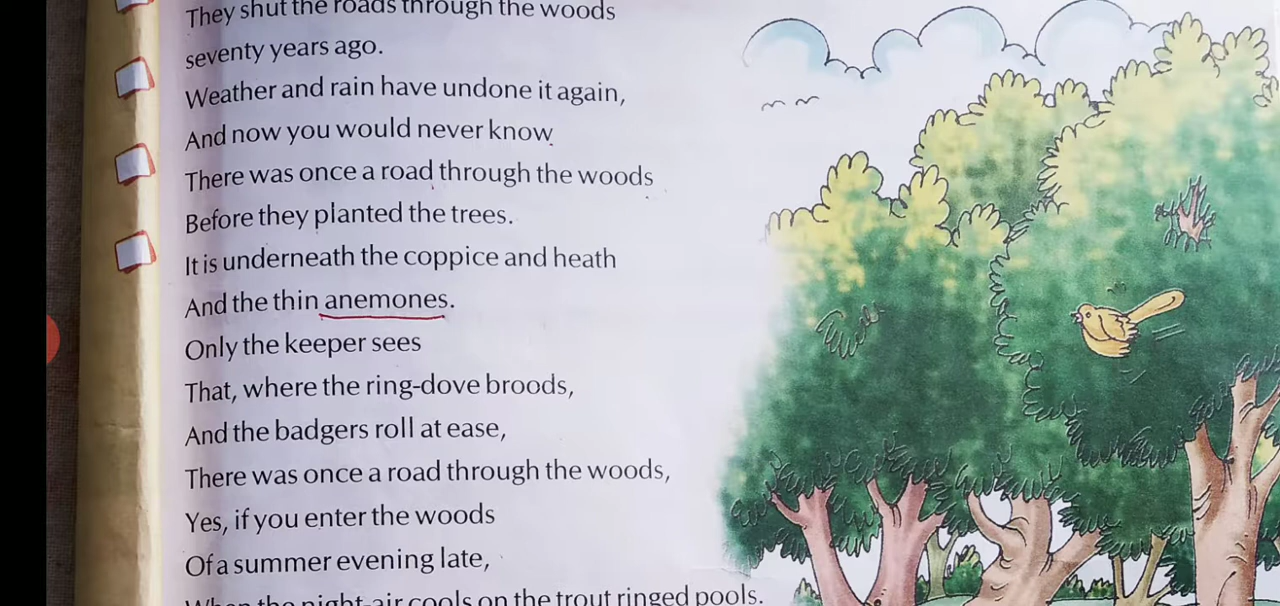 They shut the roads through the woods
seventy years ago.
Weather and rain have undone it again,
And now you would never know
There was once a road through the woods
Before they planted the trees.
It is underneath the coppice and heath
And the thin anemones.
Only the keeper sees
That, where the ring-dove broods,
And the badgers roll at ease,
There was once a road through the woods,
Yes, if you enter the woods
Of a summer evening late,
When the night-air cools on the trout ringed pools.